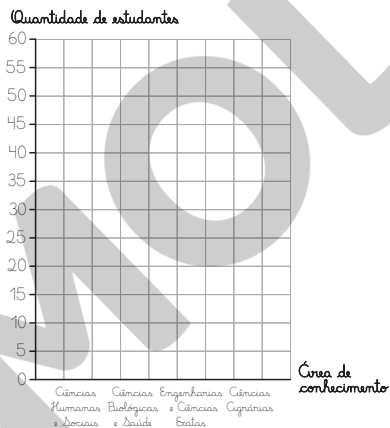 Quantidade de estudantes
60
55
50
45
40
35
30
25
20
15
10
5
0
Área de
conhecimento
Ciências
Humanas
e Sociais
Ciências
Biológicas
e Saúde
Engenharias
e Ciências
Exatas
Ciências
Agrárias
MOL